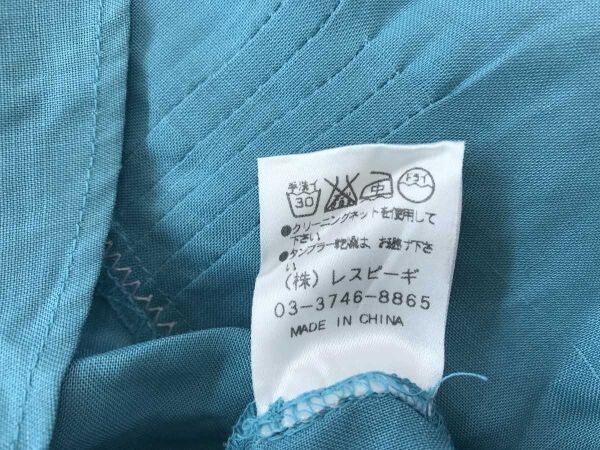 手洗イ 中 ドライ
30
●クリーニングネットを使用して
下さい
●タンブラー乾燥は、お避け下さ
い
(株) レスピーギ
03-3746-8865
MADE IN CHINA